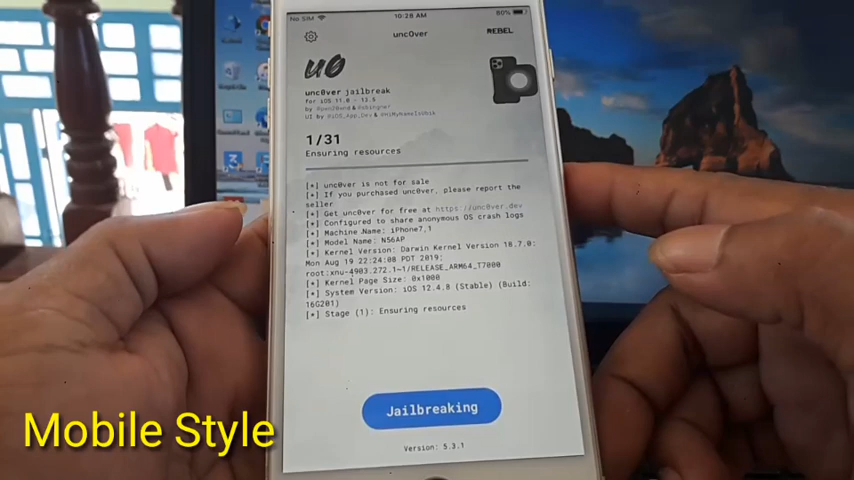 No SIM
10:28 AM
80%
unc0ver
REBEL
u0
unc0ver jailbreak
for iOS 11.0 - 13.5
by @pwn20wnd & @sbingner
UI by @iOS_App_Dev & @HiMyNameIsUbik
1/31
Ensuring resources
[*] unc0ver is not for sale
[*] If you purchased unc0ver, please report the
seller
[*] Get unc0ver for free at https://unc0ver.dev
[*] Configured to share anonymous OS crash logs
[*] Machine Name: iPhone7,1
[*] Model Name: N56AP
[*] Kernel Version: Darwin Kernel Version 18.7.0:
Mon Aug 19 22:24:08 PDT 2019;
root:xnu-4903.272.1~1/RELEASE_ARM64_T7000
[*] Kernel Page Size: 0x1000
[*] System Version: iOS 12.4.8 (Stable) (Build:
16G201)
[*] Stage (1): Ensuring resources
Jailbreaking
Version: 5.3.1
Mobile Style